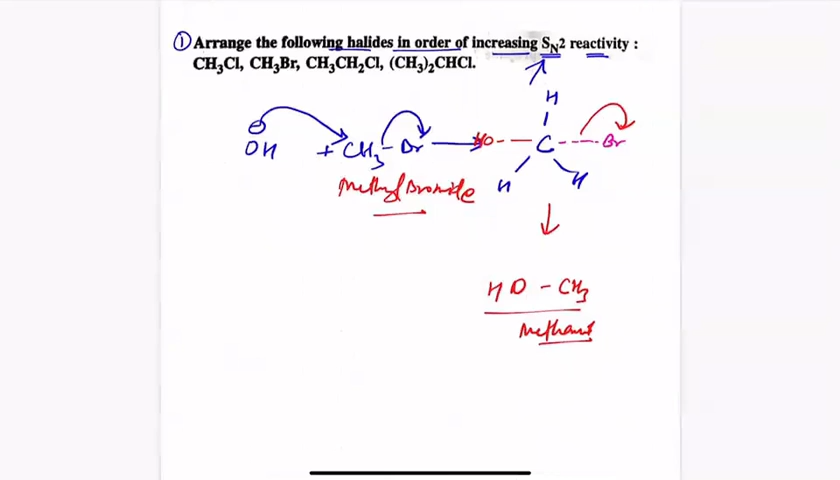 ① Arrange the following halides in order of increasing SN2 reactivity :
CH3Cl, CH3Br, CH3CH2Cl, (CH3)2CHCl.
H
⊖OH + CH3 - Br → HO --- C --- Br
Methyl Bromide
H H
↓
HO - CH3